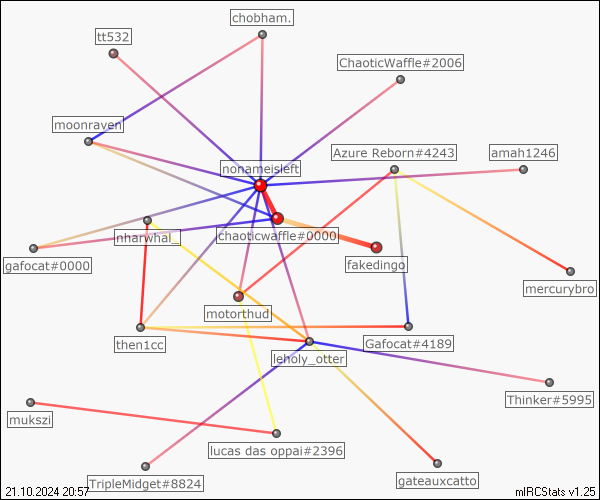 chobham.
tt532
ChaoticWaffle#2006
moonraven
Azure Reborn#4243
amah1246
nonameisleft
nharwhal_
chaoticwaffle#0000
gafocat#0000
fakedingo
mercurybro
motorthud
then1cc
Gafocat#4189
leholy_otter
Thinker#5995
mukszi
lucas das oppai#2396
TripleMidget#8824
gateauxcatto
21.10.2024 20:57
mIRCStats v1.25